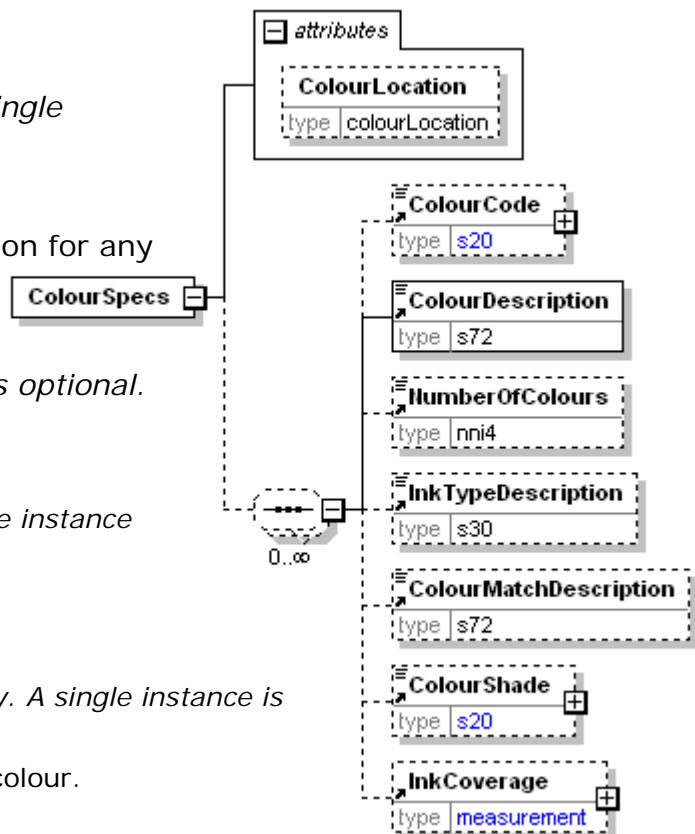 attributes
ColourLocation
ingle
type colourLocation
ColourCode
type s20
on for any
ColourSpecs
ColourDescription
type s72
s optional.
NumberOfColours
type nni4
InkTypeDescription
e instance
type s30
0..∞
ColourMatchDescription
type s72
y. A single instance is
ColourShade
type s20
colour.
InkCoverage
type measurement